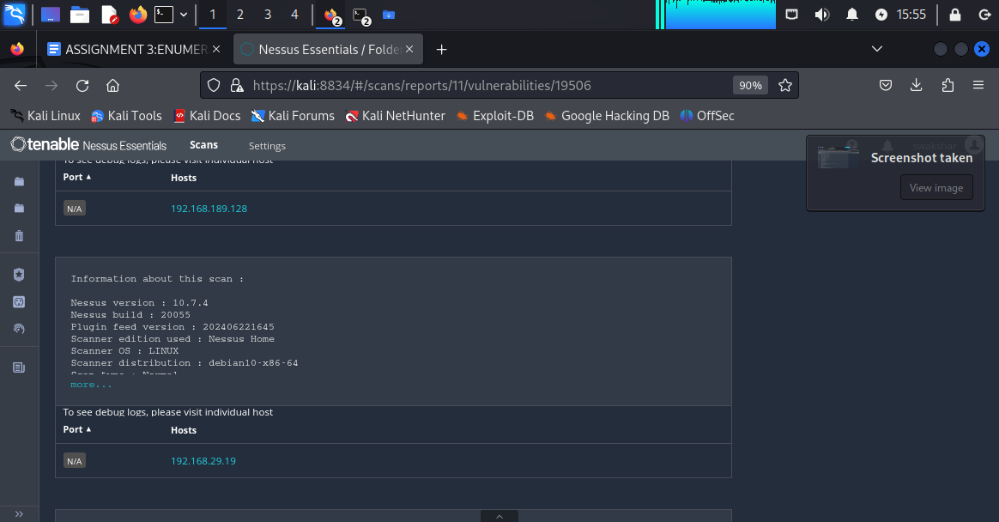 1 2 3 4 2 2 15:55
ASSIGNMENT 3:ENUMER Nessus Essentials / Folde
https://kali:8834/#/scans/reports/11/vulnerabilities/19506 90%
Kali Linux Kali Tools Kali Docs Kali Forums Kali NetHunter Exploit-DB Google Hacking DB OffSec
tenable Nessus Essentials Scans Settings
Screenshot taken
View image
To see debug logs, please visit individual host
Port Hosts
N/A 192.168.189.128
Information about this scan :
Nessus version : 10.7.4
Nessus build : 20055
Plugin feed version : 202406221645
Scanner edition used : Nessus Home
Scanner OS : LINUX
Scanner distribution : debian10-x86-64
Scan type : Normal
more...
To see debug logs, please visit individual host
Port Hosts
N/A 192.168.29.19